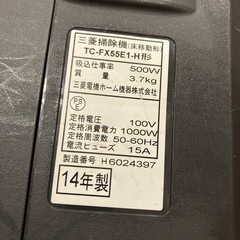 三菱掃除機(床移動形)
TC-FX55E1-H形
吸込仕事率 500W
質量 3.7kg
三菱電機ホーム機器株式会社
PS
E
定格電圧 100V
定格消費電力 1000W
定格周波数 50-60Hz
電流ヒューズ 15A
製造番号 H6024397
14年製